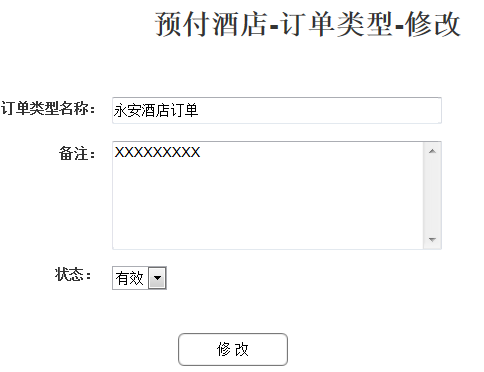 预付酒店-订单类型-修改
订单类型名称： 永安酒店订单
备注： XXXXXXXXX
状态： 有效
修 改